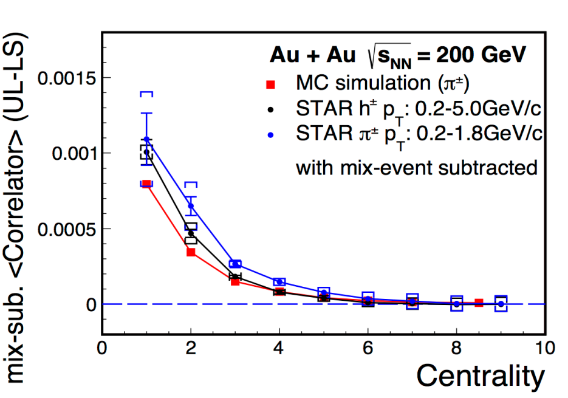 mix-sub. <Correlator> (UL-LS)
Au + Au √sNN = 200 GeV
MC simulation (π±)
STAR h± pT: 0.2-5.0GeV/c
STAR π± pT: 0.2-1.8GeV/c
with mix-event subtracted
0.0015
0.001
0.0005
0
0 2 4 6 8 10
Centrality